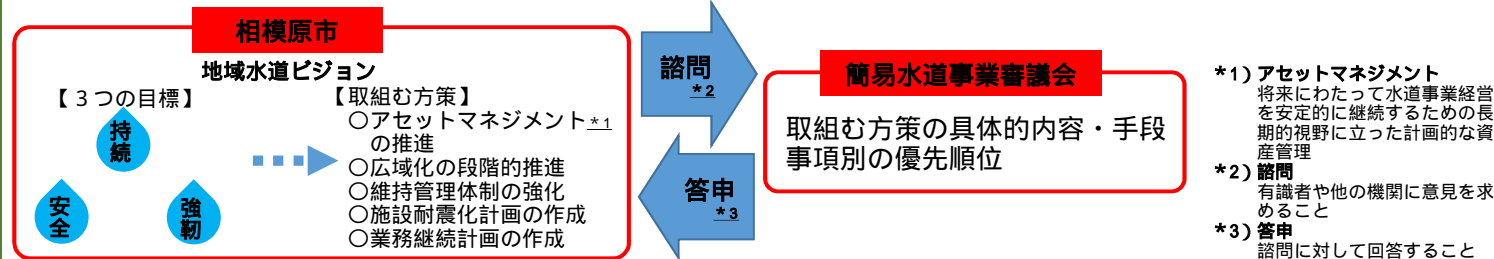 相模原市
地域水道ビジョン
【３つの目標】
持続
安全
強靭
【取組む方策】
○アセットマネジメント*1
の推進
○広域化の段階的推進
○維持管理体制の強化
○施設耐震化計画の作成
○業務継続計画の作成
諮問
*2
答申
*3
簡易水道事業審議会
取組む方策の具体的内容・手段
事項別の優先順位
*1）アセットマネジメント
将来にわたって水道事業経営
を安定的に継続するための長
期的視野に立った計画的な資
産管理
*2）諮問
有識者や他の機関に意見を求
めること
*3）答申
諮問に対して回答すること